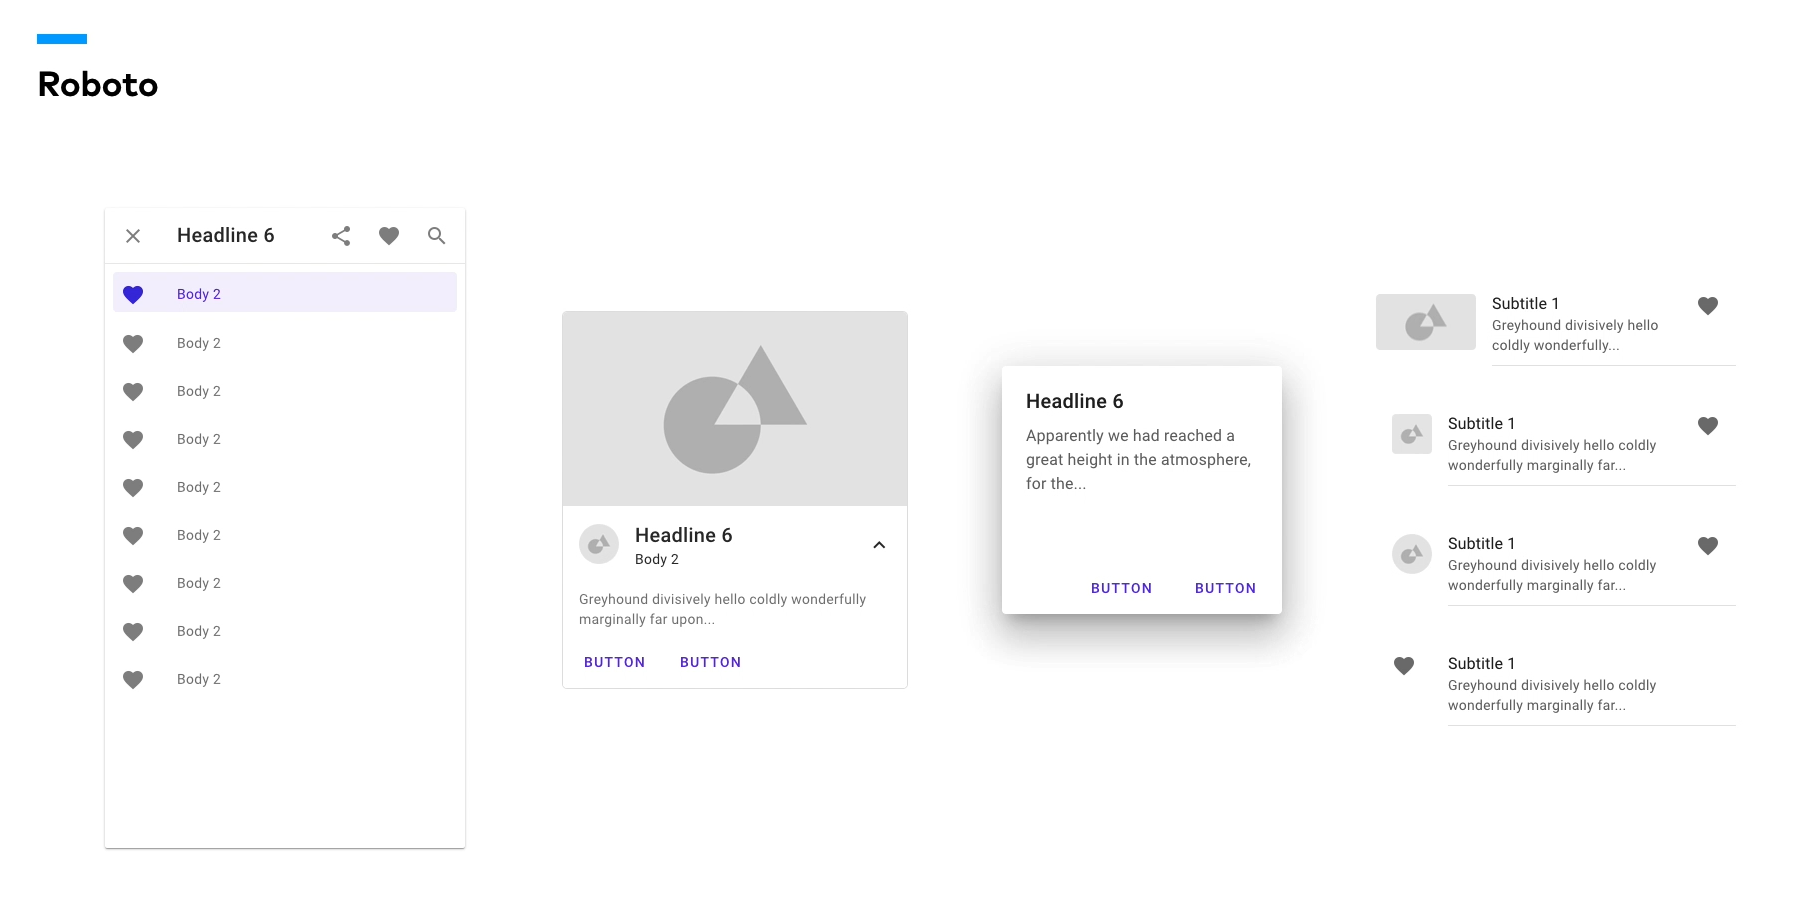 Roboto
Headline 6
Body 2
Body 2
Body 2
Body 2
Body 2
Body 2
Body 2
Body 2
Body 2
Headline 6
Body 2
Greyhound divisively hello coldly wonderfully
marginally far upon...
BUTTON BUTTON
Headline 6
Apparently we had reached a
great height in the atmosphere,
for the...
BUTTON BUTTON
Subtitle 1
Greyhound divisively hello
coldly wonderfully...
Subtitle 1
Greyhound divisively hello coldly
wonderfully marginally far...
Subtitle 1
Greyhound divisively hello coldly
wonderfully marginally far...
Subtitle 1
Greyhound divisively hello coldly
wonderfully marginally far...